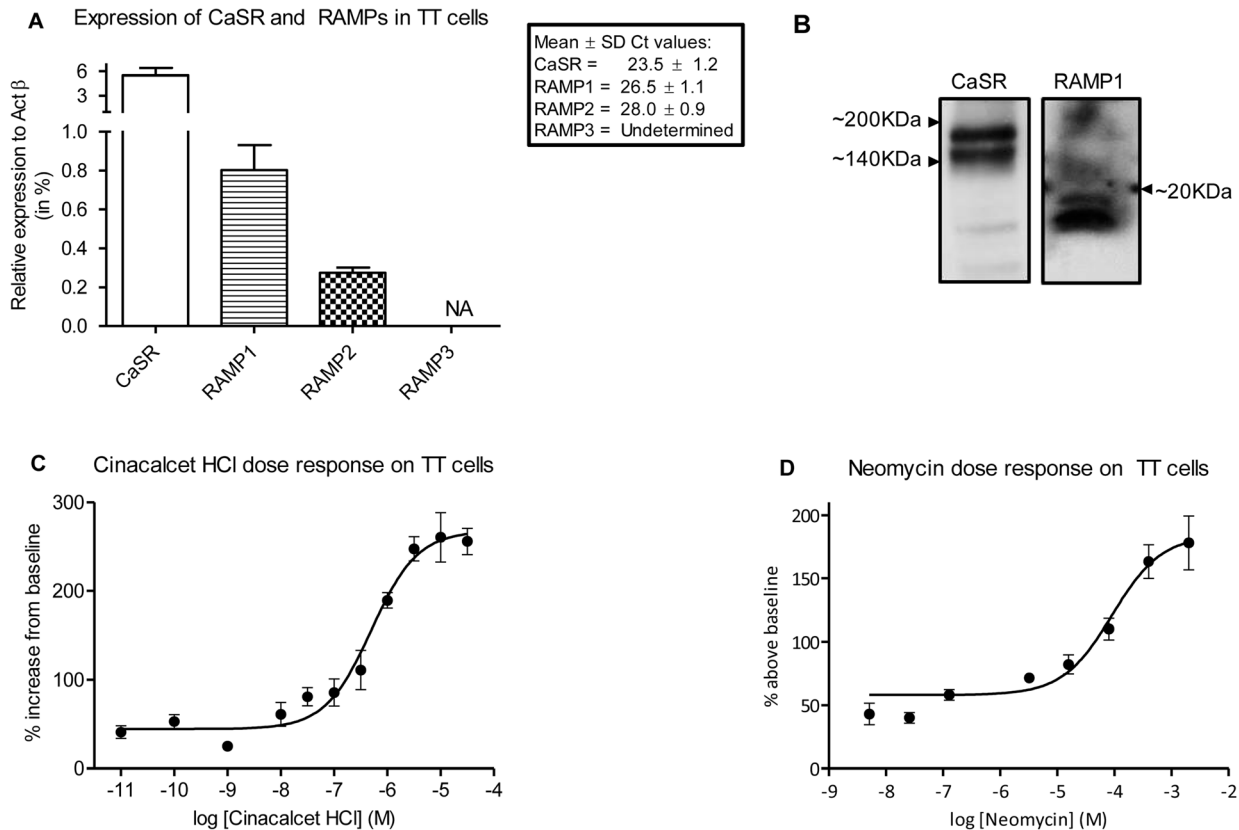 A
Expression of CaSR and RAMPs in TT cells
Relative expression to Act β
(in %)
6
3
1.0
0.8
0.6
0.4
0.2
0.0
NA
CaSR
RAMP1
RAMP2
RAMP3
Mean ± SD Ct values:
CaSR = 23.5 ± 1.2
RAMP1 = 26.5 ± 1.1
RAMP2 = 28.0 ± 0.9
RAMP3 = Undetermined
B
CaSR RAMP1
~200KDa
~140KDa
~20KDa
C
Cinacalcet HCl dose response on TT cells
% increase from baseline
300
200
100
0
-11 -10 -9 -8 -7 -6 -5 -4
log [Cinacalcet HCl] (M)
D
Neomycin dose response on TT cells
% above baseline
200
150
100
50
0
-9 -8 -7 -6 -5 -4 -3 -2
log [Neomycin] (M)